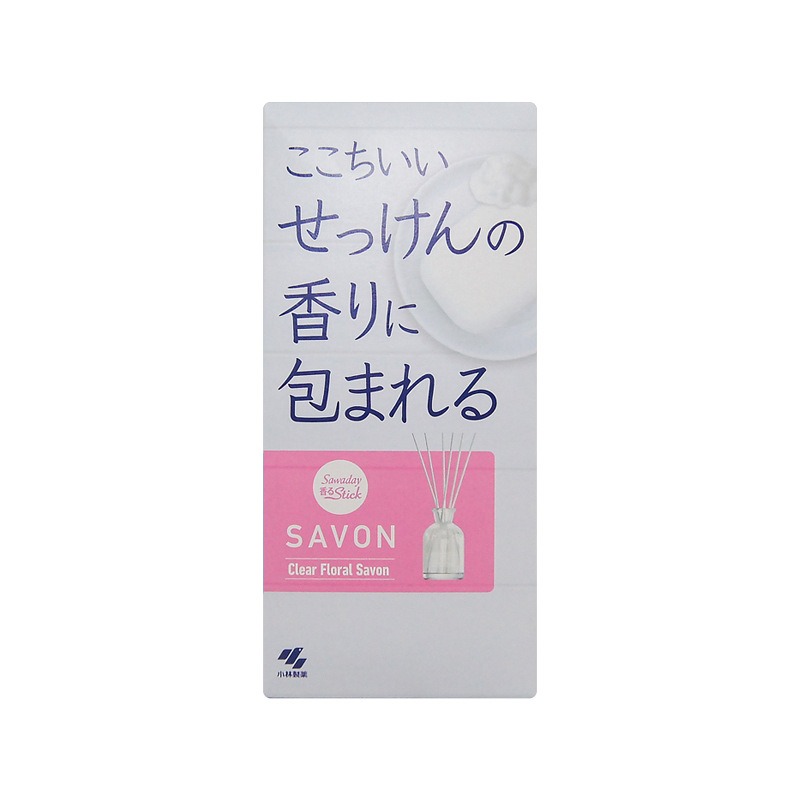 ここちいい
せっけんの
香りに
包まれる
Sawaday
香るStick
SAVON
Clear Floral Savon
小林製薬